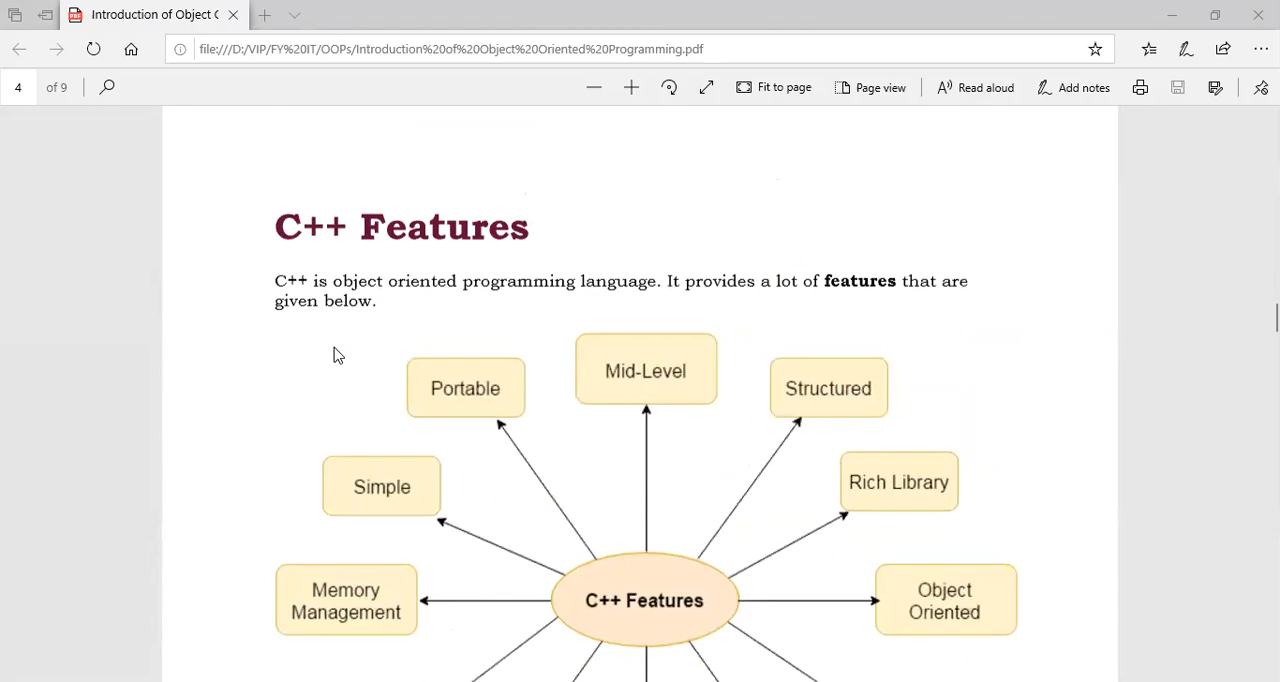 Introduction of Object C
file:///D:/VIP/FY%20IT/OOPs/Introduction%20of%20Object%20Oriented%20Programming.pdf
4 of 9 Fit to page Page view Read aloud Add notes
C++ Features
C++ is object oriented programming language. It provides a lot of features that are
given below.
Mid-Level
Portable
Structured
Simple
Rich Library
Memory
Management
C++ Features
Object
Oriented